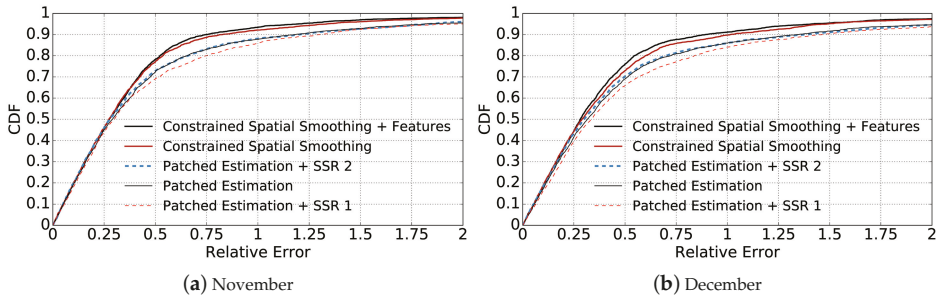 1
0.9
0.8
0.7
0.6
0.5
0.4
0.3
0.2
0.1
0
CDF
Constrained Spatial Smoothing + Features
Constrained Spatial Smoothing
Patched Estimation + SSR 2
Patched Estimation
Patched Estimation + SSR 1
0 0.25 0.5 0.75 1 1.25 1.5 1.75 2
Relative Error
(a) November
1
0.9
0.8
0.7
0.6
0.5
0.4
0.3
0.2
0.1
0
CDF
Constrained Spatial Smoothing + Features
Constrained Spatial Smoothing
Patched Estimation + SSR 2
Patched Estimation
Patched Estimation + SSR 1
0 0.25 0.5 0.75 1 1.25 1.5 1.75 2
Relative Error
(b) December